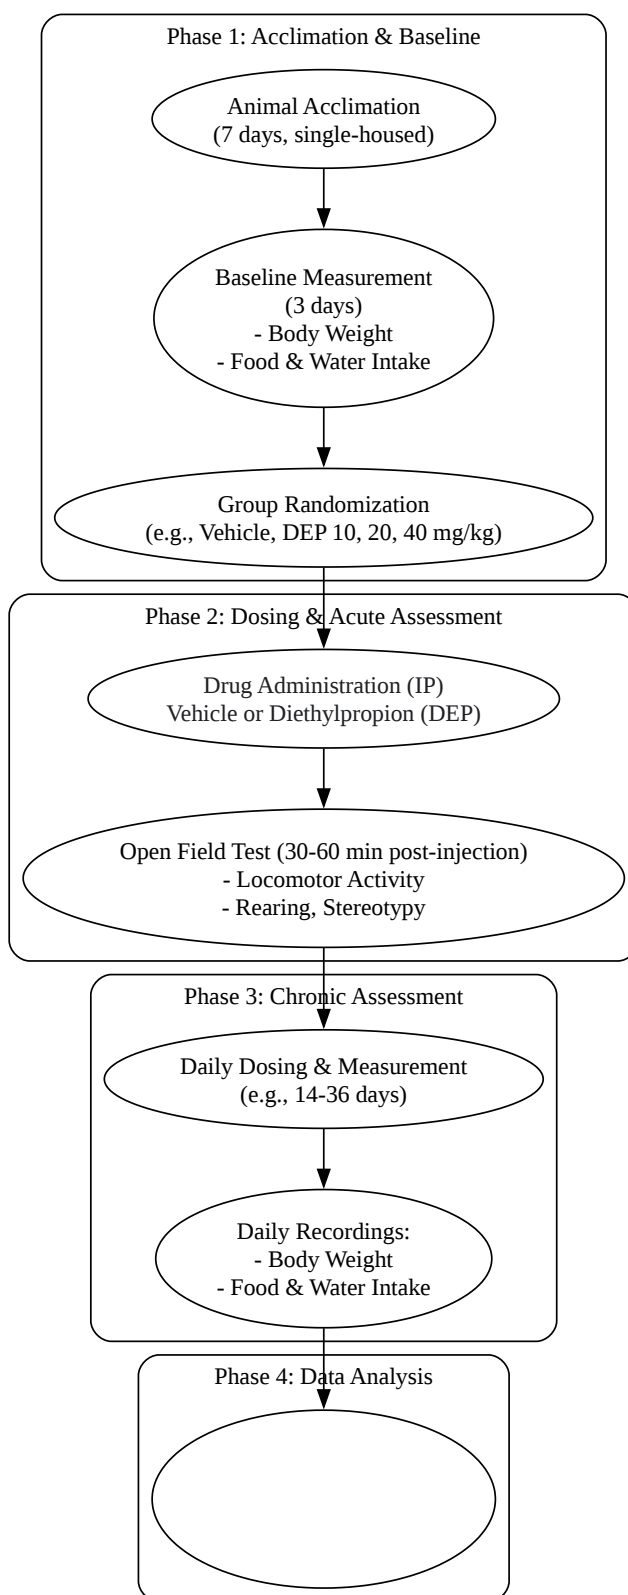 Phase 1: Acclimation & Baseline
Animal Acclimation
(7 days, single-housed)
Baseline Measurement
(3 days)
- Body Weight
- Food & Water Intake
Group Randomization
(e.g., Vehicle, DEP 10, 20, 40 mg/kg)
Phase 2: Dosing & Acute Assessment
Drug Administration (IP)
Vehicle or Diethylpropion (DEP)
Open Field Test (30-60 min post-injection)
- Locomotor Activity
- Rearing, Stereotypy
Phase 3: Chronic Assessment
Daily Dosing & Measurement
(e.g., 14-36 days)
Daily Recordings:
- Body Weight
- Food & Water Intake
Phase 4: Data Analysis